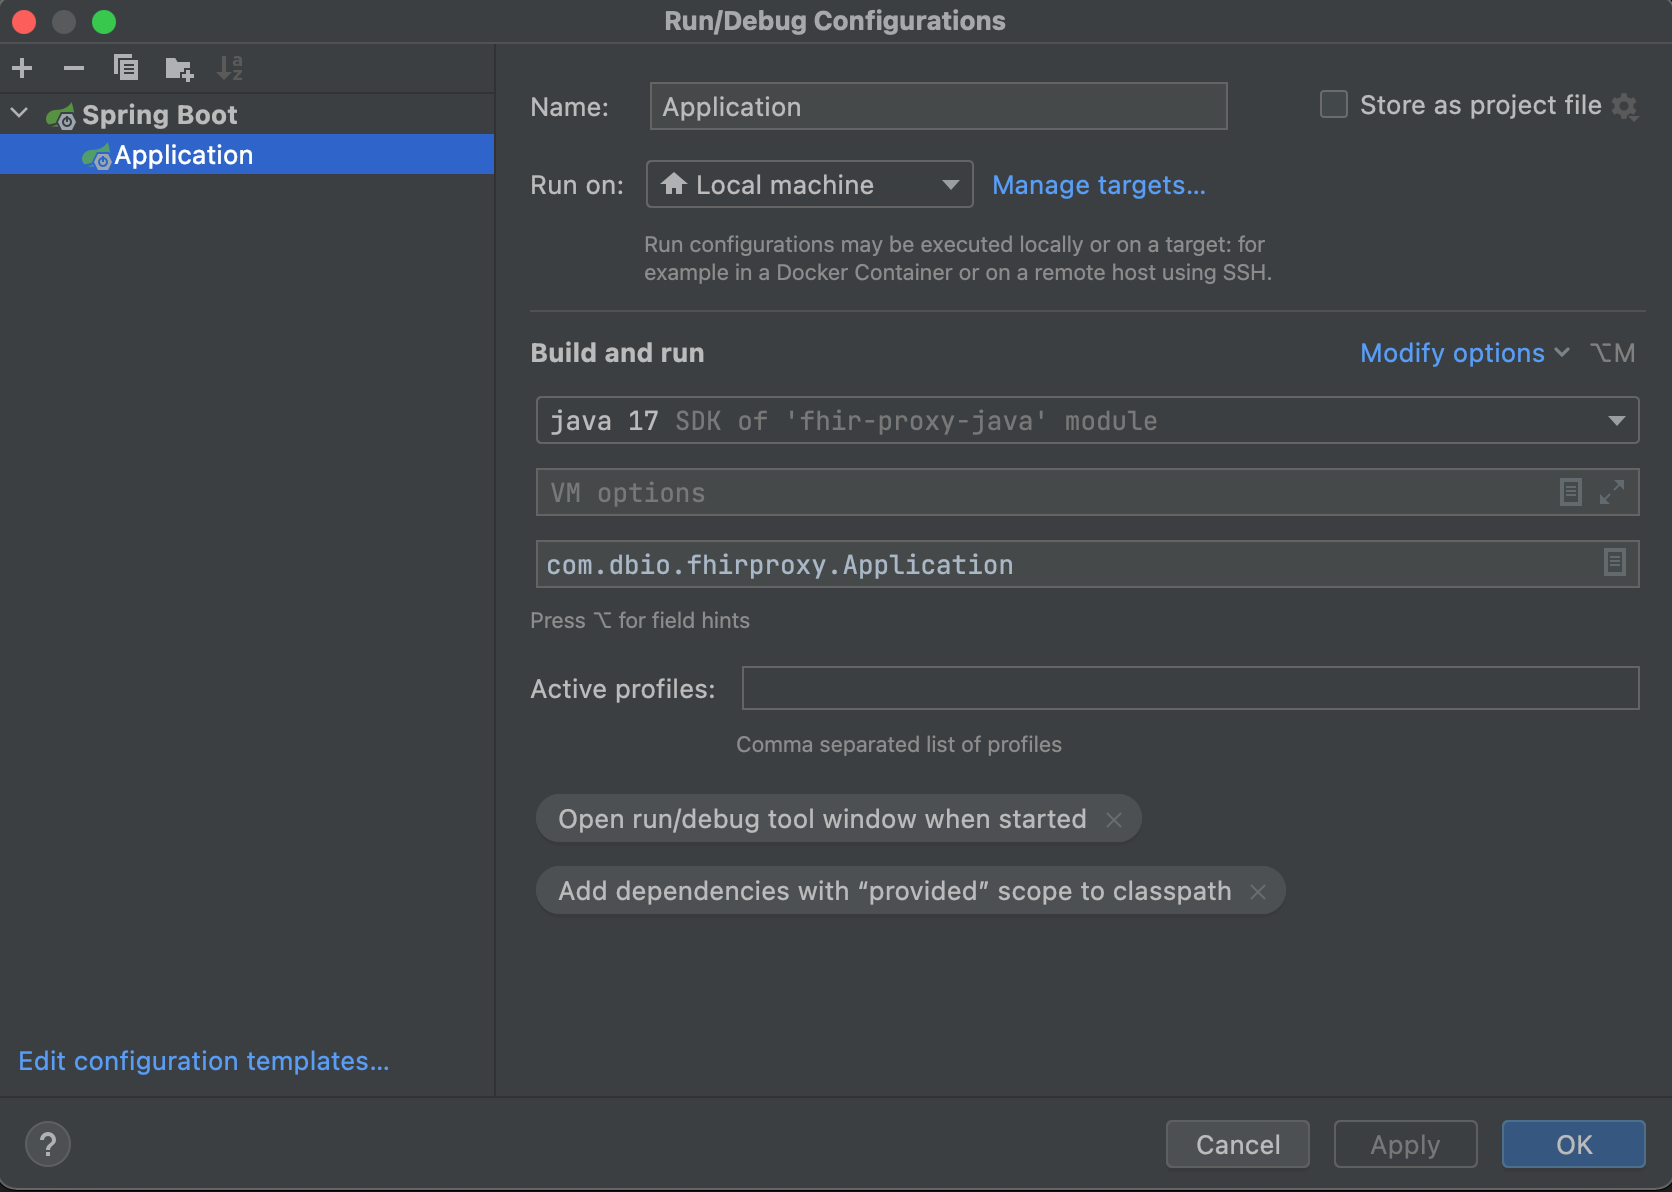 Run/Debug Configurations
Spring Boot
Application
Edit configuration templates...
Name: Application
Store as project file
Run on: Local machine Manage targets...
Run configurations may be executed locally or on a target: for
example in a Docker Container or on a remote host using SSH.
Build and run
Modify options ⌥M
java 17 SDK of 'fhir-proxy-java' module
VM options
com.dbio.fhirproxy.Application
Press ⌥ for field hints
Active profiles:
Comma separated list of profiles
Open run/debug tool window when started
Add dependencies with “provided” scope to classpath
?
Cancel Apply OK